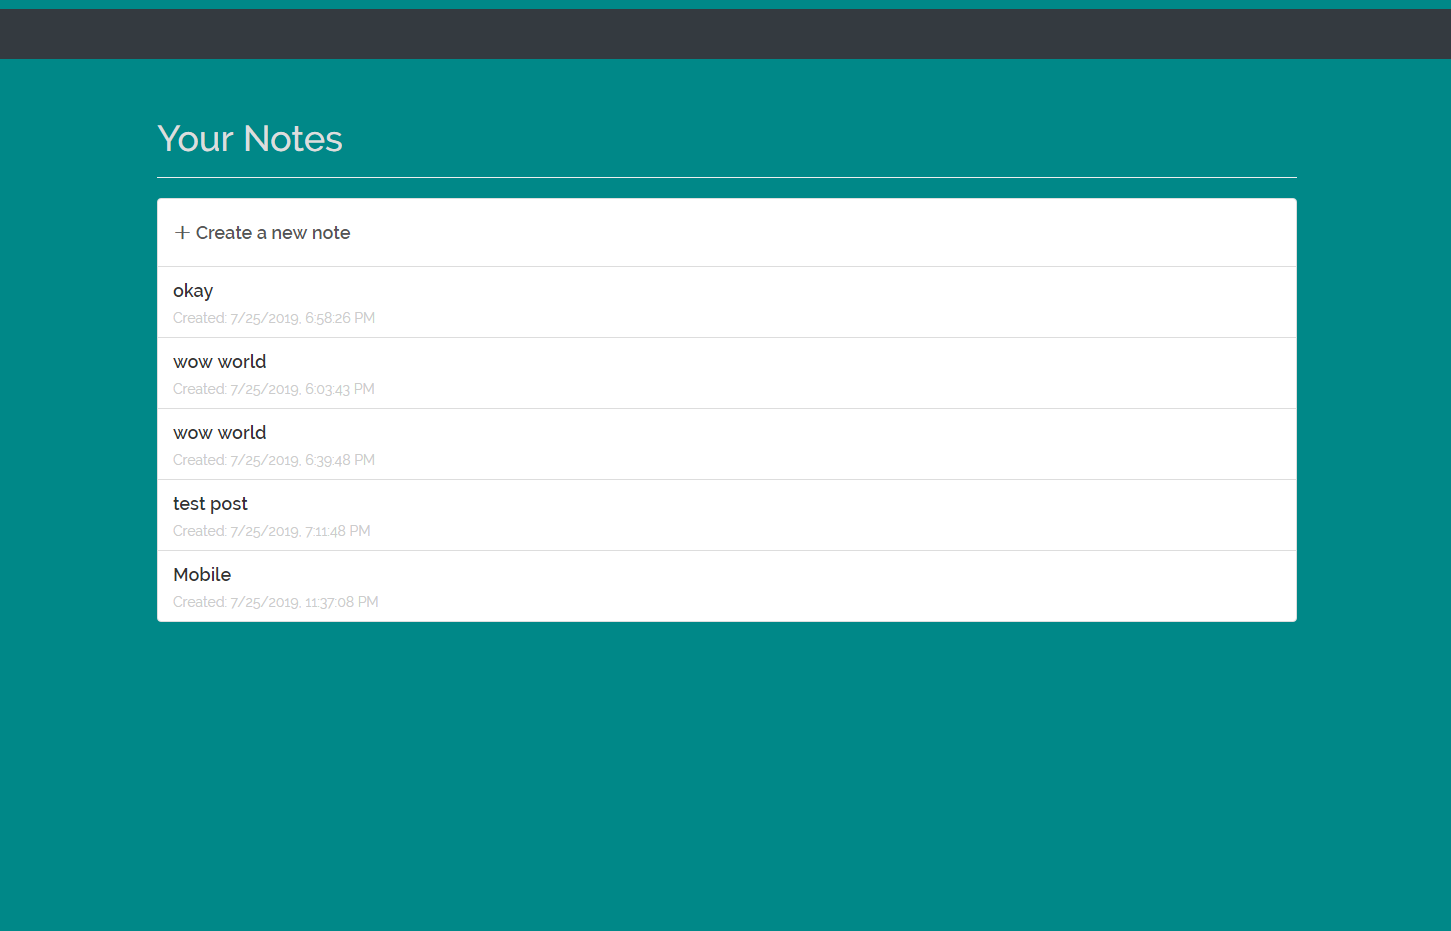 Your Notes
+ Create a new note
okay
Created: 7/25/2019, 6:58:26 PM
wow world
Created: 7/25/2019, 6:03:43 PM
wow world
Created: 7/25/2019, 6:39:48 PM
test post
Created: 7/25/2019, 7:11:48 PM
Mobile
Created: 7/25/2019, 11:37:08 PM